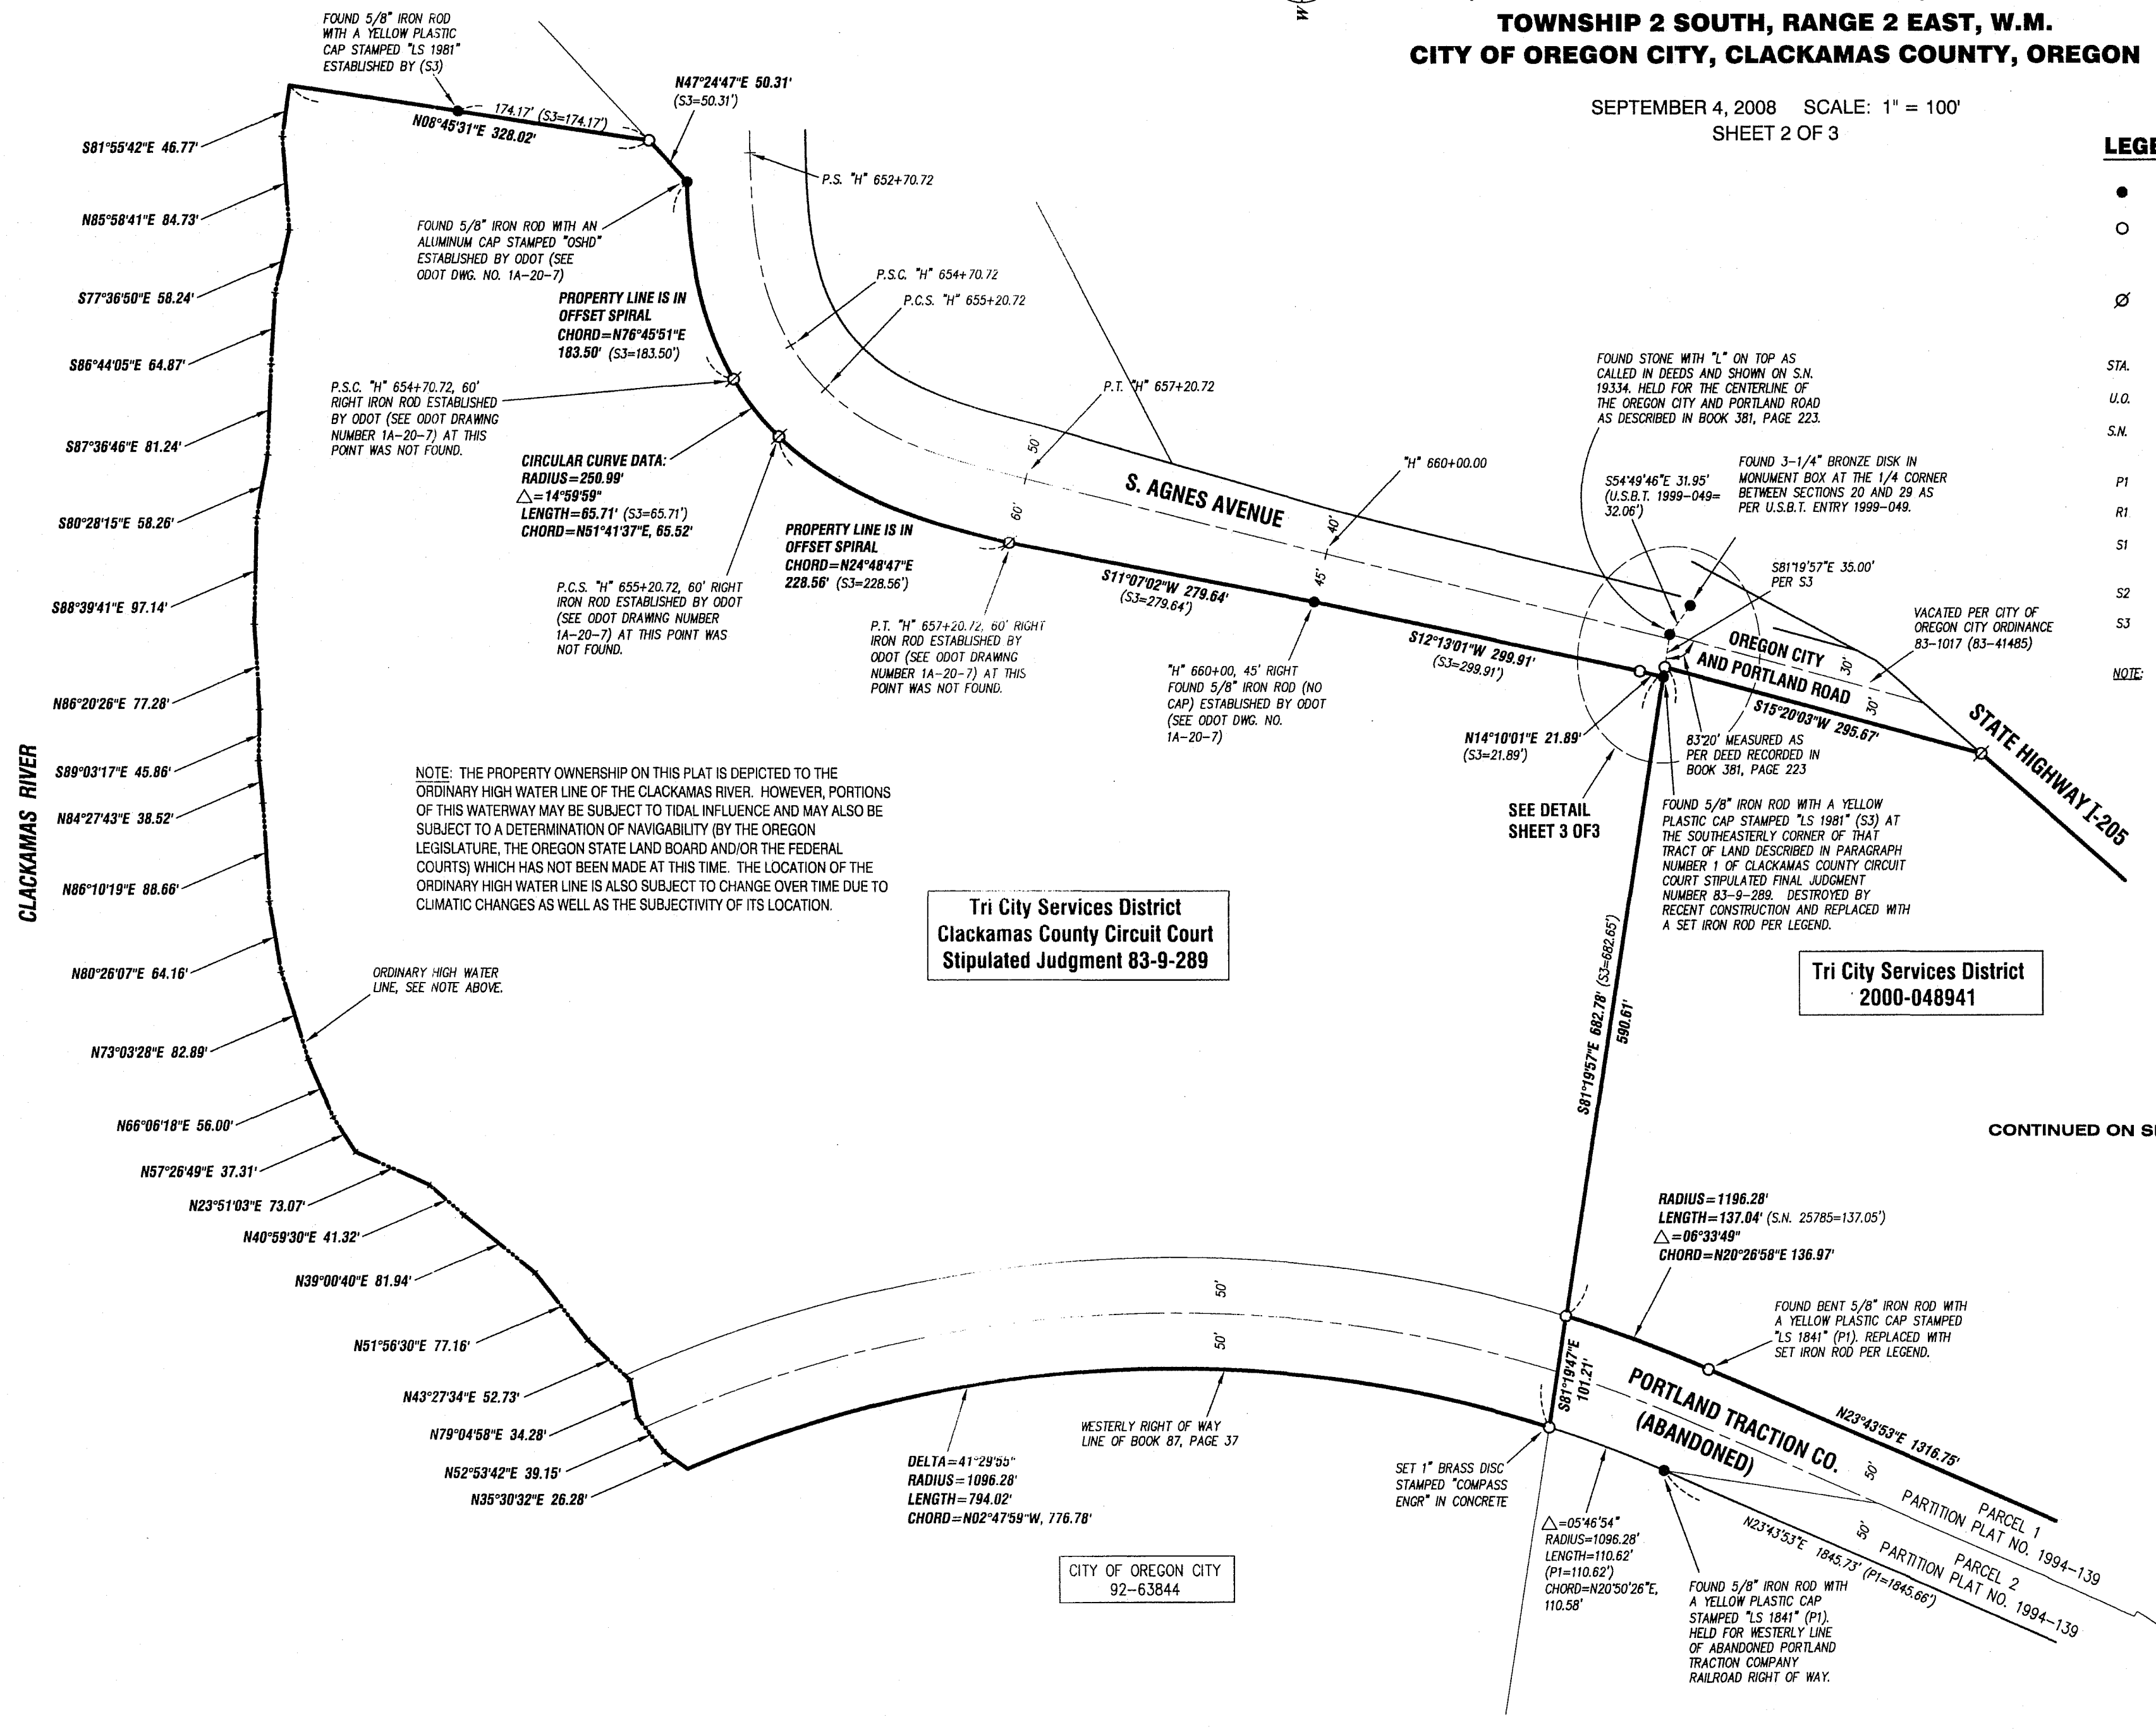 W
TOWNSHIP 2 SOUTH, RANGE 2 EAST, W.M.
CITY OF OREGON CITY, CLACKAMAS COUNTY, OREGON
SEPTEMBER 4, 2008 SCALE: 1" = 100'
SHEET 2 OF 3
LEGE
STA.
U.O.
S.N.
P1
R1
S1
S2
S3
NOTE:
FOUND 5/8" IRON ROD
WITH A YELLOW PLASTIC
CAP STAMPED "LS 1981"
ESTABLISHED BY (S3)
174.17' (S3=174.17')
N08°45'31"E 328.02'
N47°24'47"E 50.31'
(S3=50.31')
P.S. "H" 652+70.72
FOUND 5/8" IRON ROD WITH AN
ALUMINUM CAP STAMPED "OSHD"
ESTABLISHED BY ODOT (SEE
ODOT DWG. NO. 1A-20-7)
P.S.C. "H" 654+70.72
P.C.S. "H" 655+20.72
PROPERTY LINE IS IN
OFFSET SPIRAL
CHORD=N76°45'51"E
183.50' (S3=183.50')
P.S.C. "H" 654+70.72, 60'
RIGHT IRON ROD ESTABLISHED
BY ODOT (SEE ODOT DRAWING
NUMBER 1A-20-7) AT THIS
POINT WAS NOT FOUND.
P.T. "H" 657+20.72
CIRCULAR CURVE DATA:
RADIUS=250.99'
△=14°59'59"
LENGTH=65.71' (S3=65.71')
CHORD=N51°41'37"E, 65.52'
PROPERTY LINE IS IN
OFFSET SPIRAL
CHORD=N24°48'47"E
228.56' (S3=228.56')
P.C.S. "H" 655+20.72, 60' RIGHT
IRON ROD ESTABLISHED BY ODOT
(SEE ODOT DRAWING NUMBER
1A-20-7) AT THIS POINT WAS
NOT FOUND.
P.T. "H" 657+20.72, 60' RIGHT
IRON ROD ESTABLISHED BY
ODOT (SEE ODOT DRAWING
NUMBER 1A-20-7) AT THIS
POINT WAS NOT FOUND.
50'
60'
S. AGNES AVENUE
"H" 660+00.00
40'
45'
S11°07'02"W 279.64'
(S3=279.64')
"H" 660+00, 45' RIGHT
FOUND 5/8" IRON ROD (NO
CAP) ESTABLISHED BY ODOT
(SEE ODOT DWG. NO.
1A-20-7)
S12°13'01"W 299.91'
(S3=299.91')
N14°10'01"E 21.89'
(S3=21.89')
FOUND STONE WITH "L" ON TOP AS
CALLED IN DEEDS AND SHOWN ON S.N.
19334. HELD FOR THE CENTERLINE OF
THE OREGON CITY AND PORTLAND ROAD
AS DESCRIBED IN BOOK 381, PAGE 223.
S54°49'46"E 31.95'
(U.S.B.T. 1999-049=
32.06')
FOUND 3-1/4" BRONZE DISK IN
MONUMENT BOX AT THE 1/4 CORNER
BETWEEN SECTIONS 20 AND 29 AS
PER U.S.B.T. ENTRY 1999-049.
S81°19'57"E 35.00'
PER S3
VACATED PER CITY OF
OREGON CITY ORDINANCE
83-1017 (83-41485)
OREGON CITY
AND PORTLAND ROAD
30'
30'
S15°20'03"W 295.67'
STATE HIGHWAY I-205
83°20' MEASURED AS
PER DEED RECORDED IN
BOOK 381, PAGE 223
SEE DETAIL
SHEET 3 OF3
FOUND 5/8" IRON ROD WITH A YELLOW
PLASTIC CAP STAMPED "LS 1981" (S3) AT
THE SOUTHEASTERLY CORNER OF THAT
TRACT OF LAND DESCRIBED IN PARAGRAPH
NUMBER 1 OF CLACKAMAS COUNTY CIRCUIT
COURT STIPULATED FINAL JUDGMENT
NUMBER 83-9-289. DESTROYED BY
RECENT CONSTRUCTION AND REPLACED WITH
A SET IRON ROD PER LEGEND.
S81°55'42"E 46.77'
N85°58'41"E 84.73'
S77°36'50"E 58.24'
S86°44'05"E 64.87'
S87°36'46"E 81.24'
S80°28'15"E 58.26'
S88°39'41"E 97.14'
N86°20'26"E 77.28'
S89°03'17"E 45.86'
N84°27'43"E 38.52'
N86°10'19"E 88.66'
N80°26'07"E 64.16'
N73°03'28"E 82.89'
N66°06'18"E 56.00'
N57°26'49"E 37.31'
N23°51'03"E 73.07'
N40°59'30"E 41.32'
N39°00'40"E 81.94'
N51°56'30"E 77.16'
N43°27'34"E 52.73'
N79°04'58"E 34.28'
N52°53'42"E 39.15'
N35°30'32"E 26.28'
CLACKAMAS RIVER
NOTE: THE PROPERTY OWNERSHIP ON THIS PLAT IS DEPICTED TO THE
ORDINARY HIGH WATER LINE OF THE CLACKAMAS RIVER. HOWEVER, PORTIONS
OF THIS WATERWAY MAY BE SUBJECT TO TIDAL INFLUENCE AND MAY ALSO BE
SUBJECT TO A DETERMINATION OF NAVIGABILITY (BY THE OREGON
LEGISLATURE, THE OREGON STATE LAND BOARD AND/OR THE FEDERAL
COURTS) WHICH HAS NOT BEEN MADE AT THIS TIME. THE LOCATION OF THE
ORDINARY HIGH WATER LINE IS ALSO SUBJECT TO CHANGE OVER TIME DUE TO
CLIMATIC CHANGES AS WELL AS THE SUBJECTIVITY OF ITS LOCATION.
ORDINARY HIGH WATER
LINE, SEE NOTE ABOVE.
Tri City Services District
Clackamas County Circuit Court
Stipulated Judgment 83-9-289
Tri City Services District
2000-048941
S81°19'57"E 682.78' (S3=682.65')
590.61'
CONTINUED ON S
RADIUS=1196.28'
LENGTH=137.04' (S.N. 25785=137.05')
△=06°33'49"
CHORD=N20°26'58"E 136.97'
FOUND BENT 5/8" IRON ROD WITH
A YELLOW PLASTIC CAP STAMPED
"LS 1841" (P1). REPLACED WITH
SET IRON ROD PER LEGEND.
50'
50'
S81°19'47"E
101.21'
PORTLAND TRACTION CO.
(ABANDONED)
N23°43'53"E 1316.75'
50'
50'
PARCEL 1
PARTITION PLAT NO. 1994-139
PARCEL 2
PARTITION PLAT NO. 1994-139
N23°43'53"E 1845.73' (P1=1845.66')
WESTERLY RIGHT OF WAY
LINE OF BOOK 87, PAGE 37
DELTA=41°29'55"
RADIUS=1096.28'
LENGTH=794.02'
CHORD=N02°47'59"W, 776.78'
SET 1" BRASS DISC
STAMPED "COMPASS
ENGR" IN CONCRETE
△=05°46'54"
RADIUS=1096.28'
LENGTH=110.62'
(P1=110.62')
CHORD=N20°50'26"E,
110.58'
FOUND 5/8" IRON ROD WITH
A YELLOW PLASTIC CAP
STAMPED "LS 1841" (P1).
HELD FOR WESTERLY LINE
OF ABANDONED PORTLAND
TRACTION COMPANY
RAILROAD RIGHT OF WAY.
CITY OF OREGON CITY
92-63844